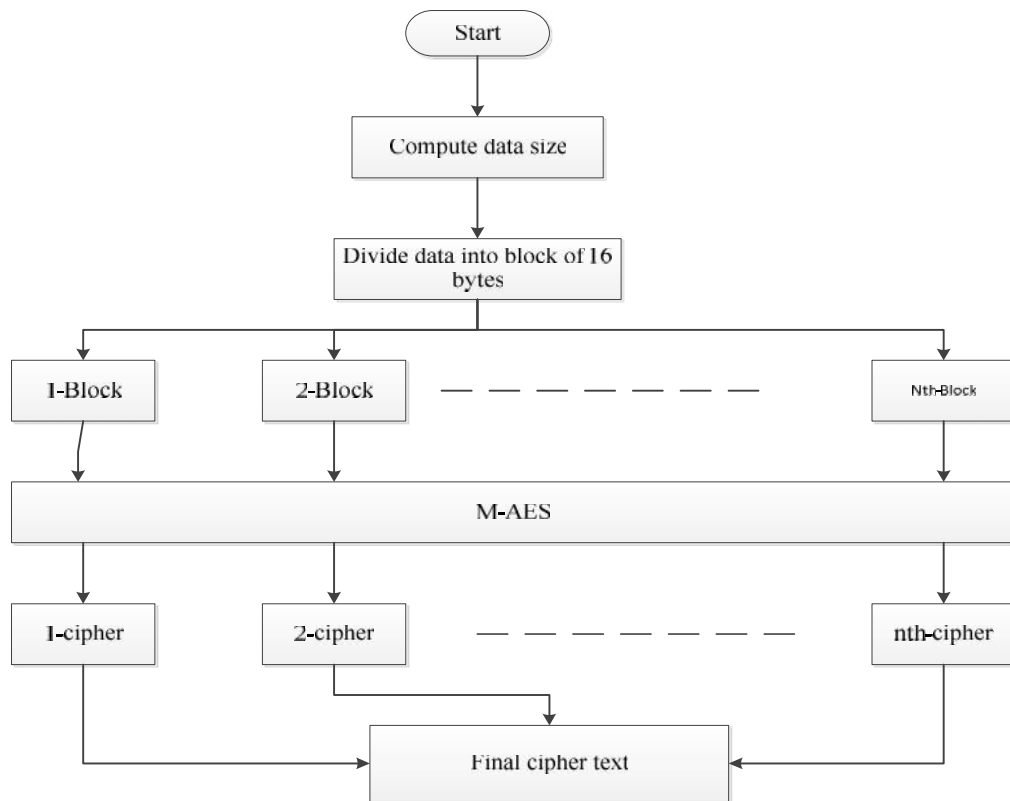 Start
Compute data size
Divide data into block of 16
bytes
1-Block
2-Block
Nth-Block
M-AES
1-cipher
2-cipher
nth-cipher
Final cipher text